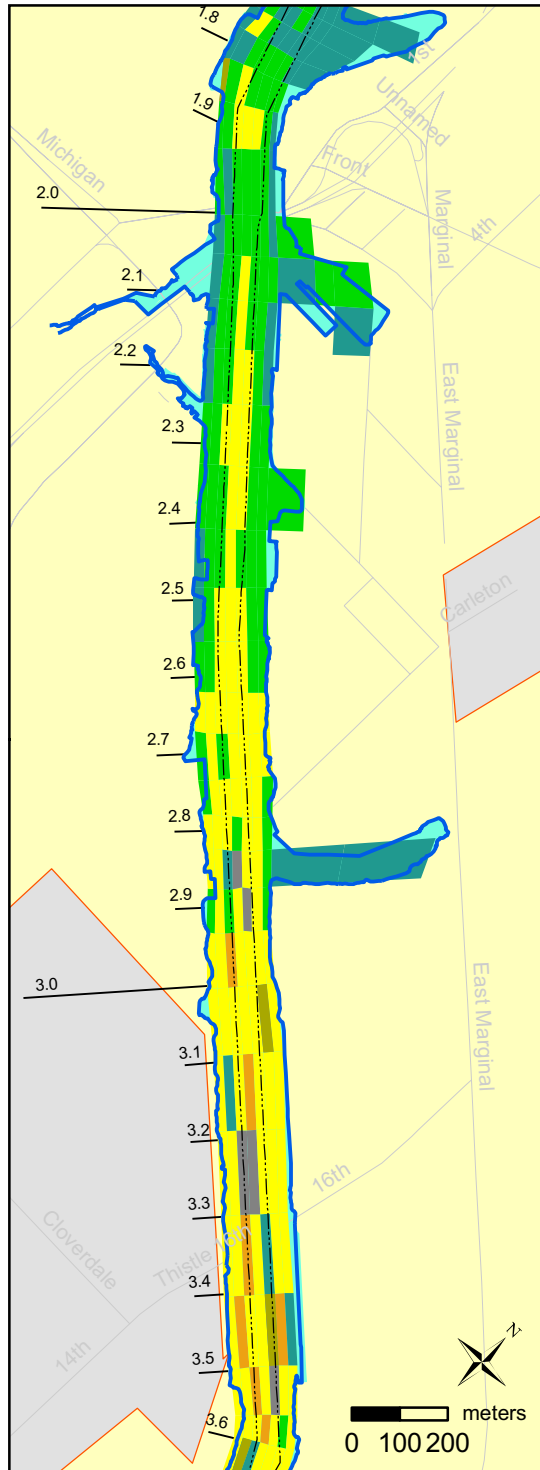 1.8
1st
1.9
Unnamed
Michigan
Front
2.0
Marginal
4th
2.1
2.2
East Marginal
2.3
2.4
2.5
Carleton
2.6
2.7
2.8
2.9
3.0
East Marginal
3.1
3.2
16th
3.3
Cloverdale
Thistle 16th
3.4
14th
3.5
N
3.6
meters
0 100 200